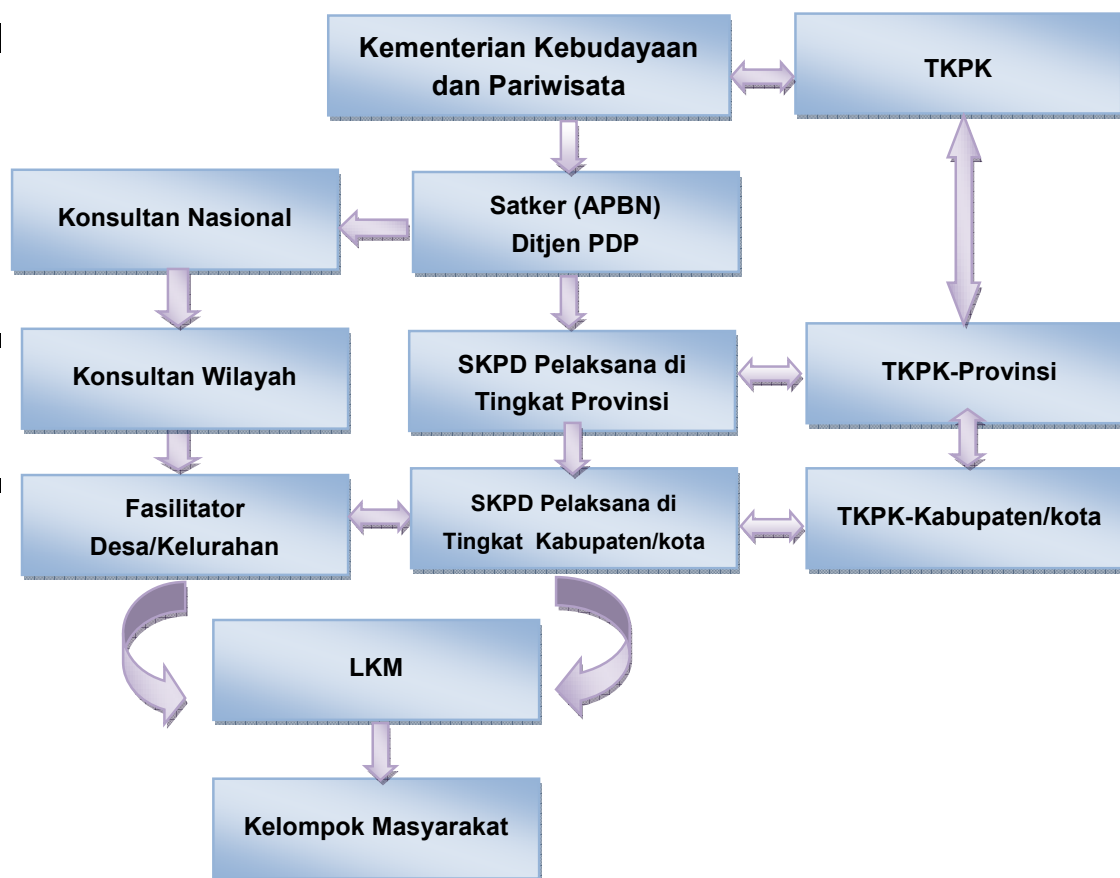 Kementerian Kebudayaan
dan Pariwisata
TKPK
Konsultan Nasional
Satker (APBN)
Ditjen PDP
Konsultan Wilayah
SKPD Pelaksana di
Tingkat Provinsi
TKPK-Provinsi
Fasilitator
Desa/Kelurahan
SKPD Pelaksana di
Tingkat Kabupaten/kota
TKPK-Kabupaten/kota
LKM
Kelompok Masyarakat